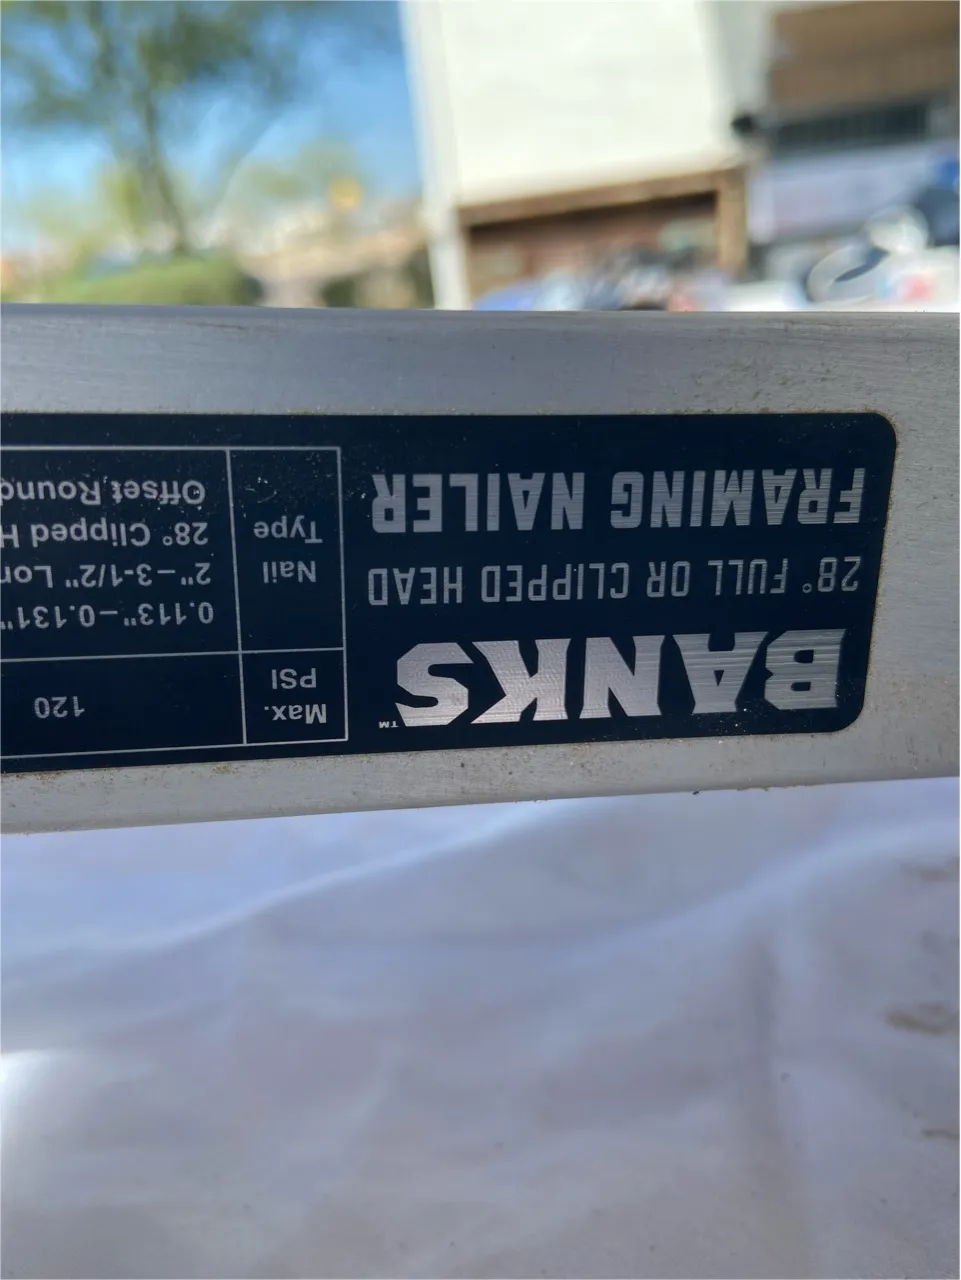 BANKS™
28° FULL OR CLIPPED HEAD
FRAMING NAILER
Max.
PSI
120
Nail
Type
0.113"–0.131"
2"–3-1/2"
28° Clipped
Offset Round